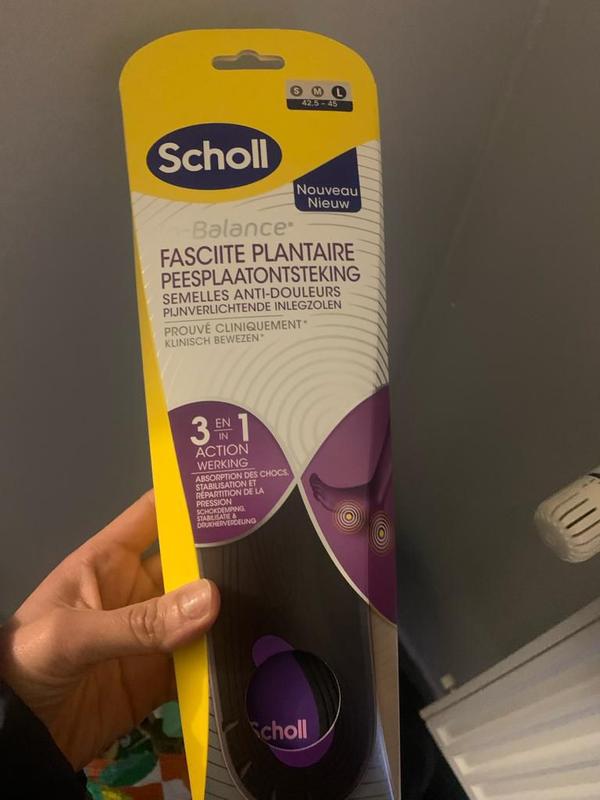 S M L
42.5 - 45
Scholl
Nouveau
Nieuw
-Balance®
FASCIITE PLANTAIRE
PEESPLAATONTSTEKING
SEMELLES ANTI-DOULEURS
PIJNVERLICHTENDE INLEGZOLEN
PROUVÉ CLINIQUEMENT*
KLINISCH BEWEZEN*
3 EN IN 1
ACTION
WERKING
ABSORPTION DES CHOCS,
STABILISATION ET
RÉPARTITION DE LA
PRESSION
SCHOKDEMPING,
STABILISATIE &
DRUKHERVERDELING
Scholl